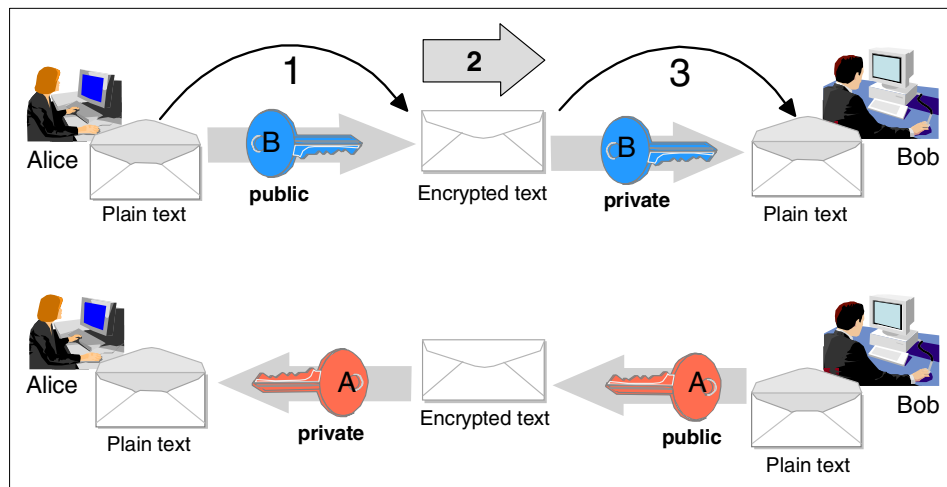 1
2
3
B
B
Alice
Bob
public
Encrypted text
private
Plain text
Plain text
Alice
A
A
Bob
Plain text
private
Encrypted text
public
Plain text